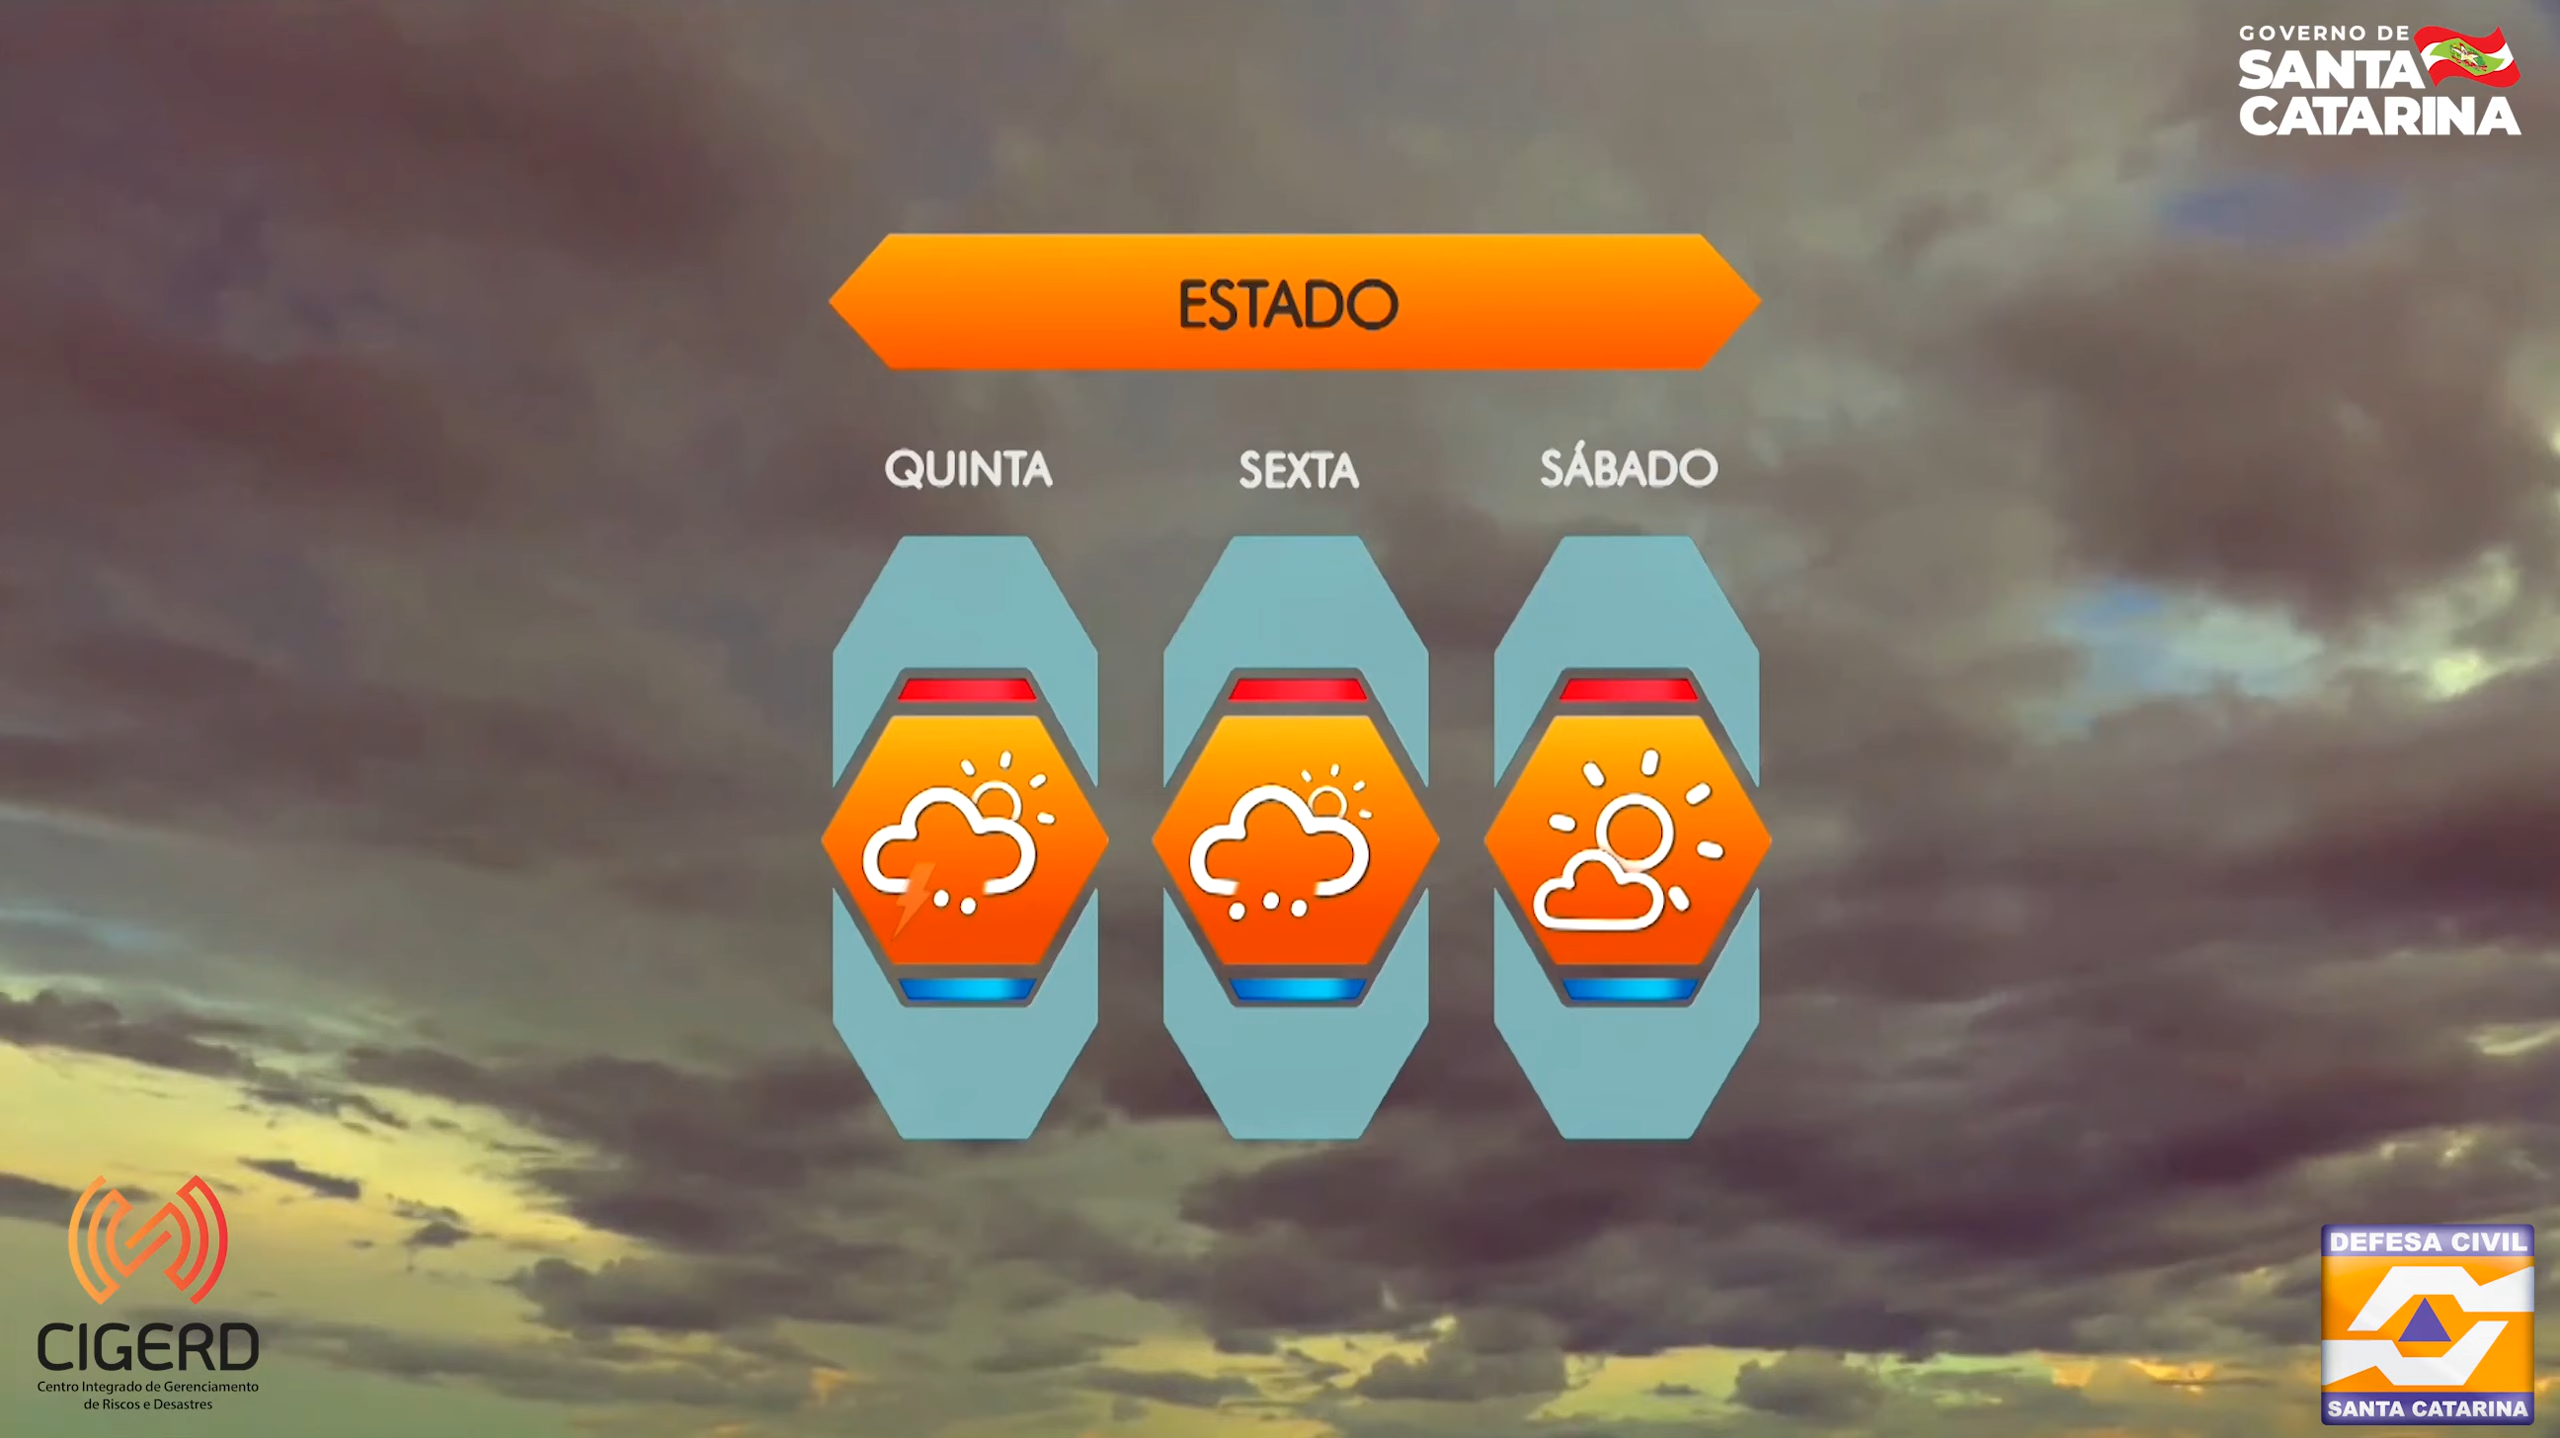 GOVERNO DE
SANTA
CATARINA
ESTADO
QUINTA SEXTA SÁBADO
CIGERD
Centro Integrado de Gerenciamento
de Riscos e Desastres
DEFESA CIVIL
SANTA CATARINA